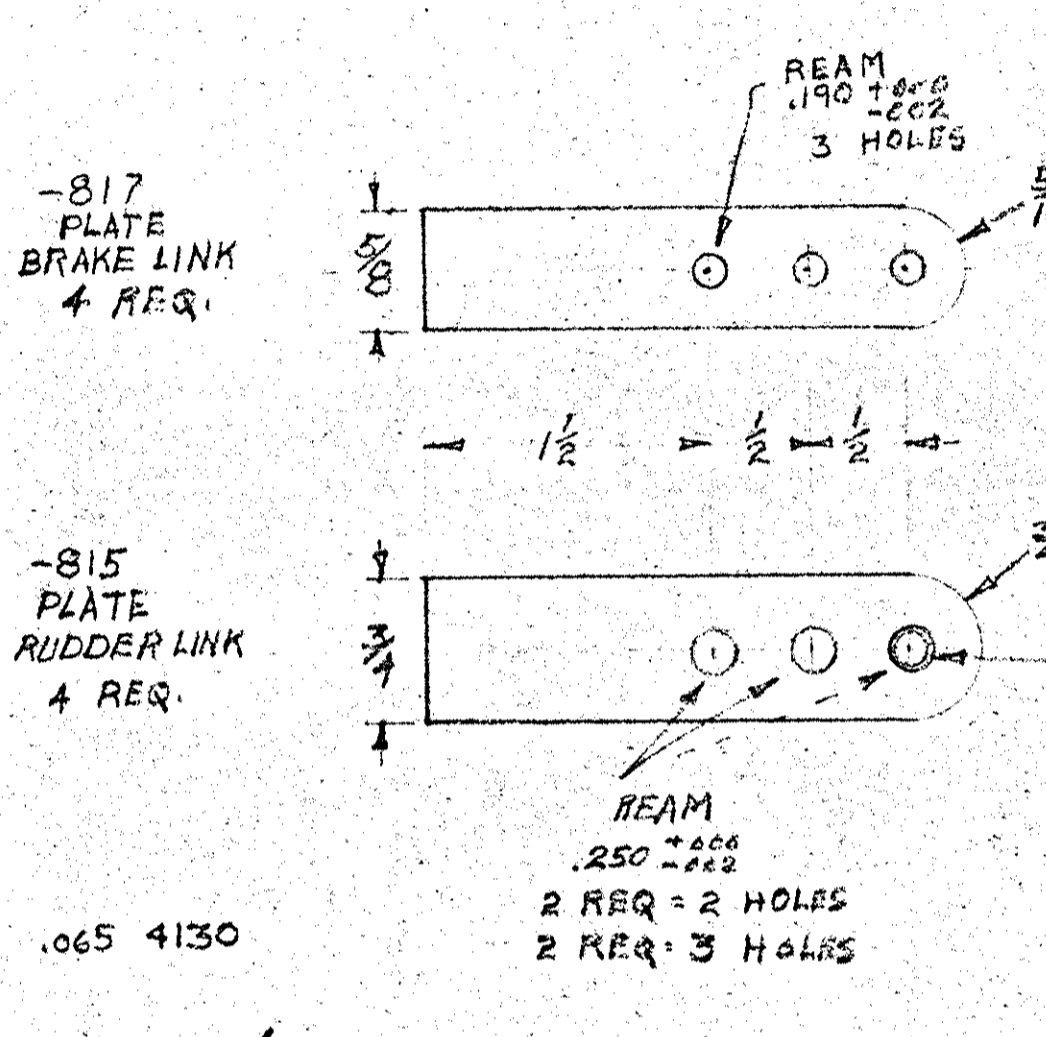 REAM
.190 +.000
-.002
3 HOLES
-817
PLATE
BRAKE LINK
4 REQ.
5/8
1 1/2
1/2
1/2
-815
PLATE
RUDDER LINK
4 REQ.
3/4
REAM
.250 +.000
-.002
2 REQ = 2 HOLES
2 REQ = 3 HOLES
.065 4130